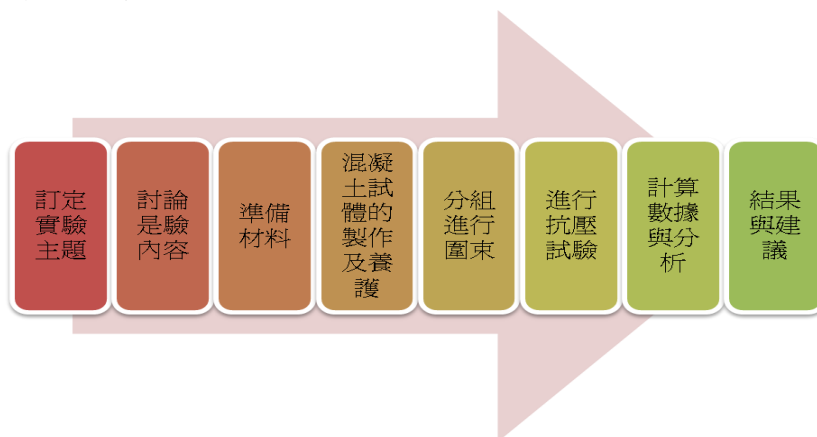 訂定
實驗
主題
討論
是驗
內容
準備
材料
混凝
土試
體的
製作
及養
護
分組
進行
圍束
進行
抗壓
試驗
計算
數據
與分
析
結果
與建
議